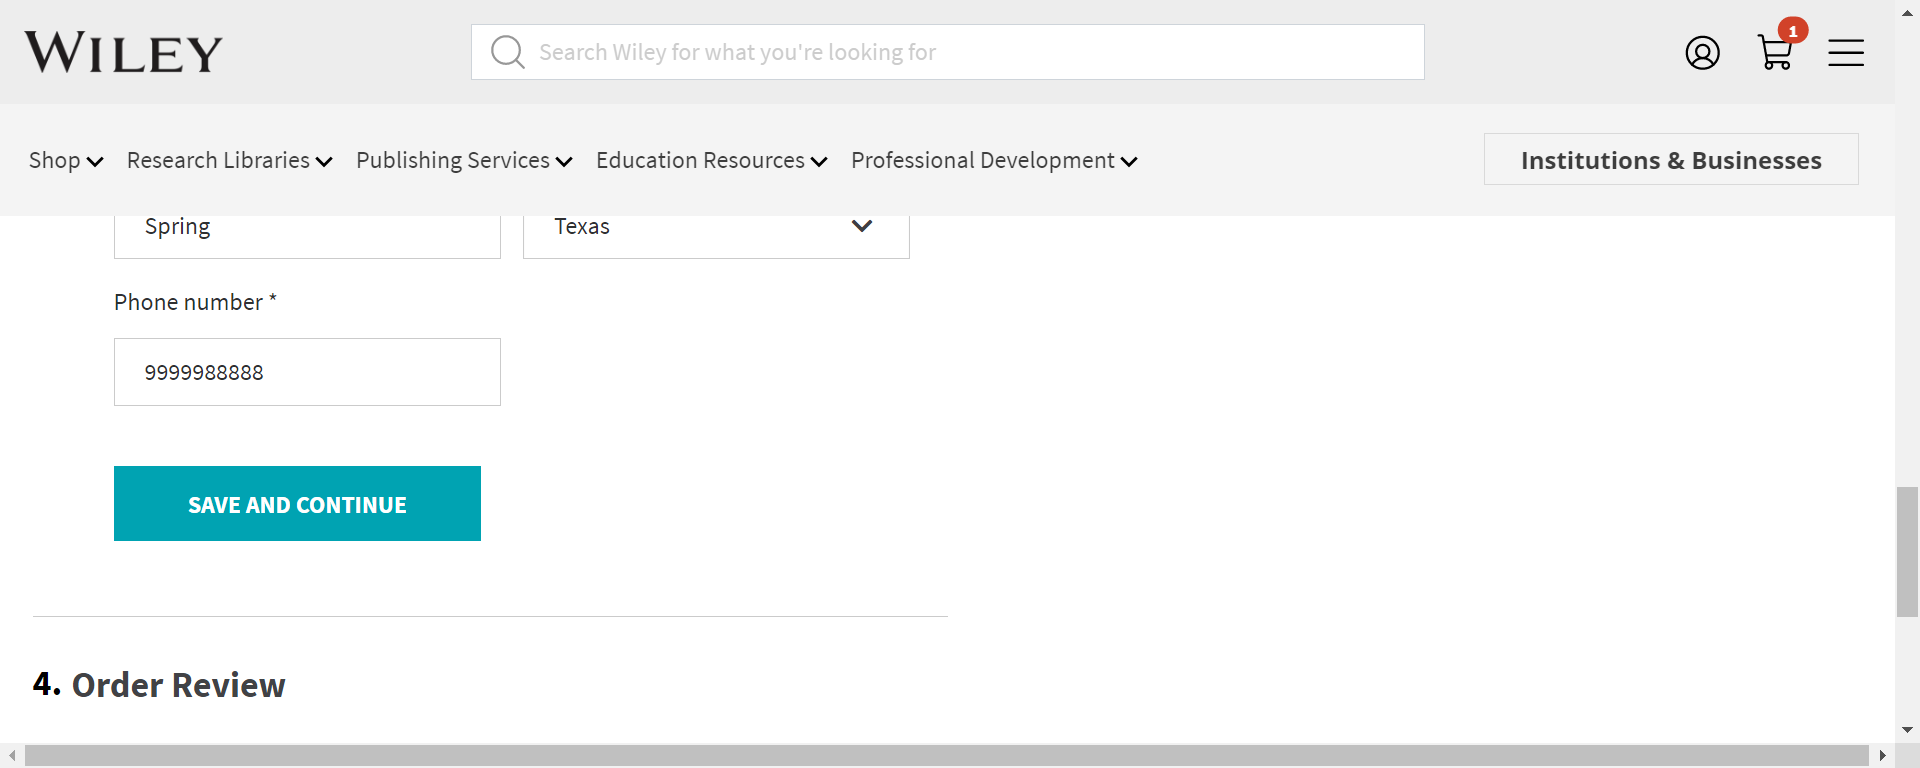 WILEY
Search Wiley for what you're looking for
1
Shop
Research Libraries
Publishing Services
Education Resources
Professional Development
Institutions & Businesses
Spring
Texas
Phone number *
9999988888
SAVE AND CONTINUE
4. Order Review